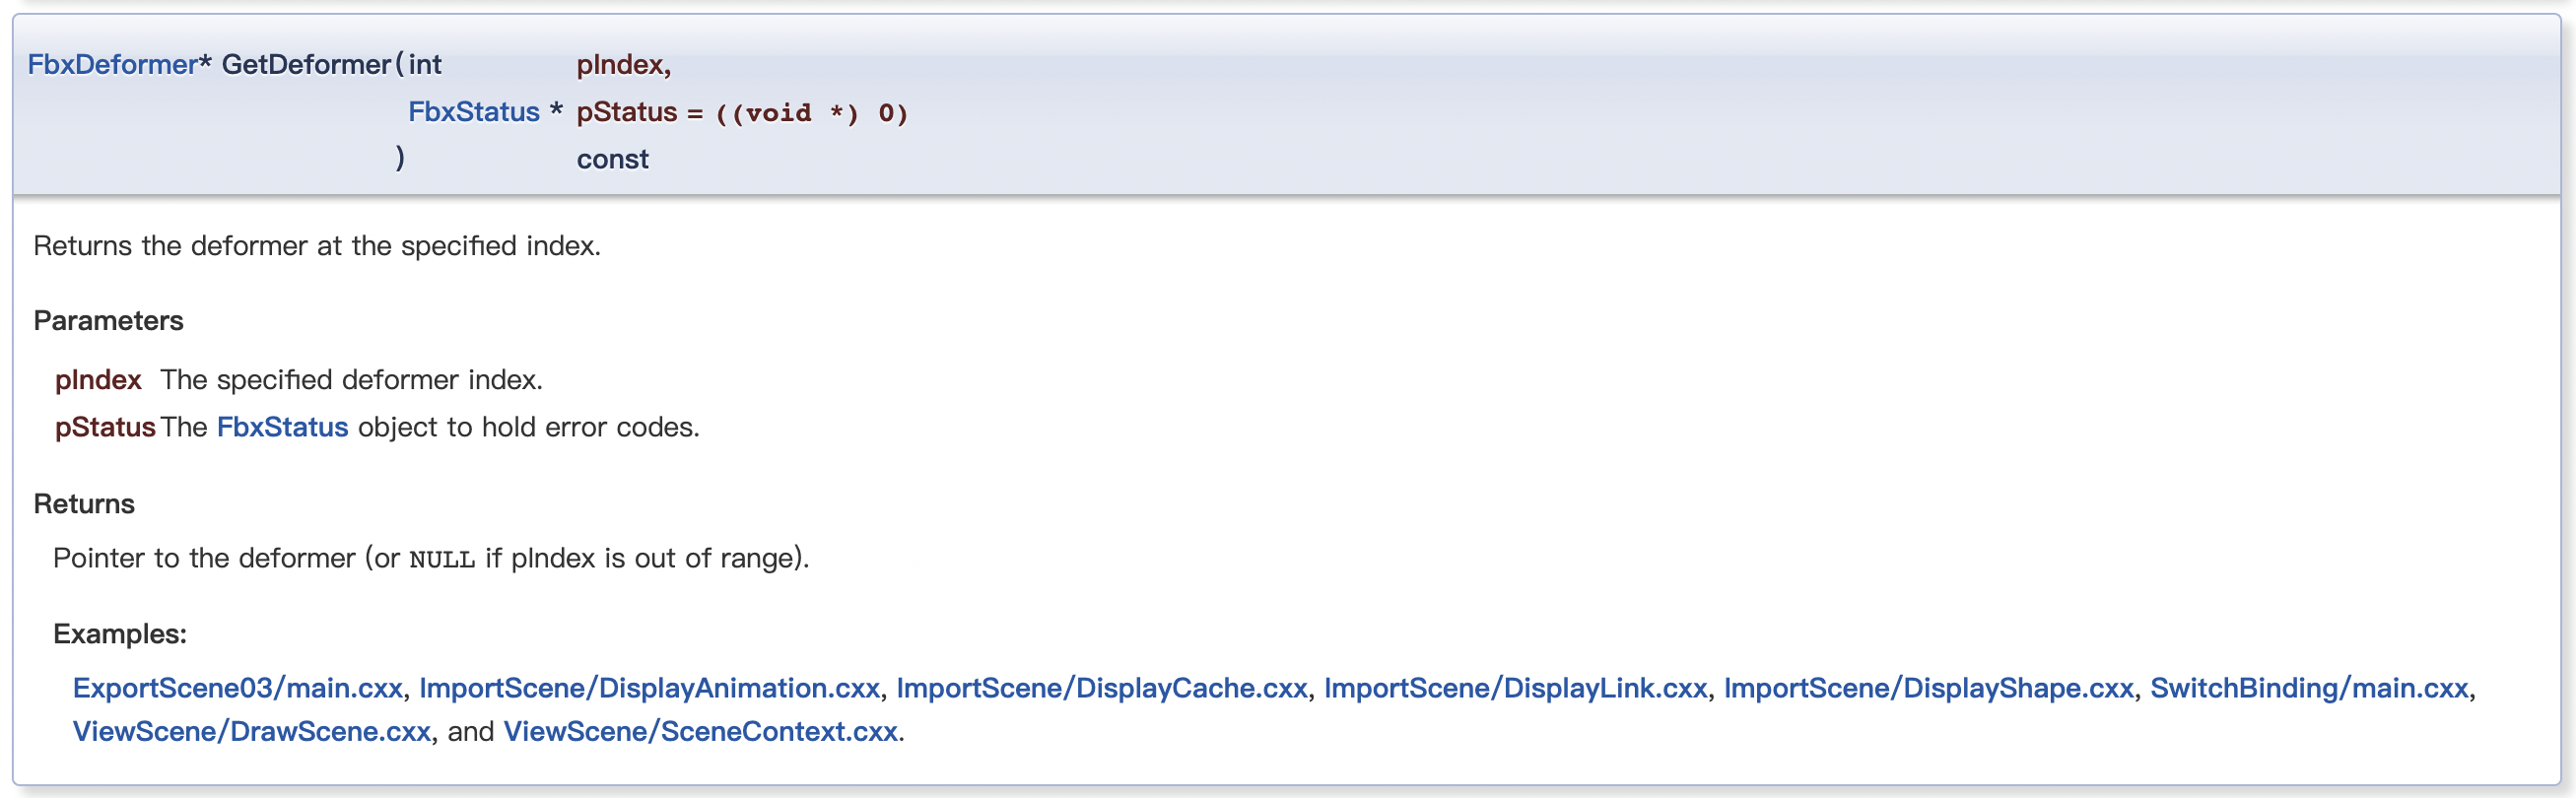 FbxDeformer* GetDeformer ( int pIndex,
FbxStatus * pStatus = ((void *) 0)
) const
Returns the deformer at the specified index.
Parameters
pIndex The specified deformer index.
pStatus The FbxStatus object to hold error codes.
Returns
Pointer to the deformer (or NULL if pIndex is out of range).
Examples:
ExportScene03/main.cxx, ImportScene/DisplayAnimation.cxx, ImportScene/DisplayCache.cxx, ImportScene/DisplayLink.cxx, ImportScene/DisplayShape.cxx, SwitchBinding/main.cxx,
ViewScene/DrawScene.cxx, and ViewScene/SceneContext.cxx.